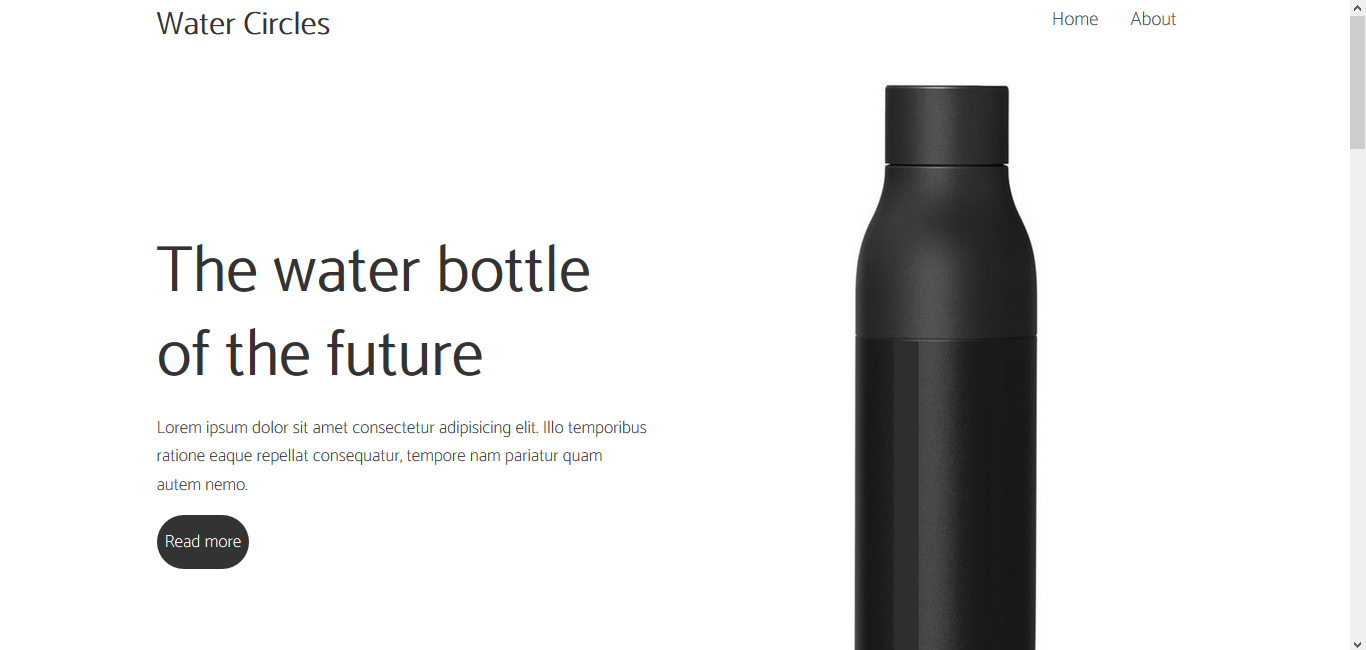 Water Circles
Home
About
The water bottle
of the future
Lorem ipsum dolor sit amet consectetur adipisicing elit. Illo temporibus
ratione eaque repellat consequatur, tempore nam pariatur quam
autem nemo.
Read more